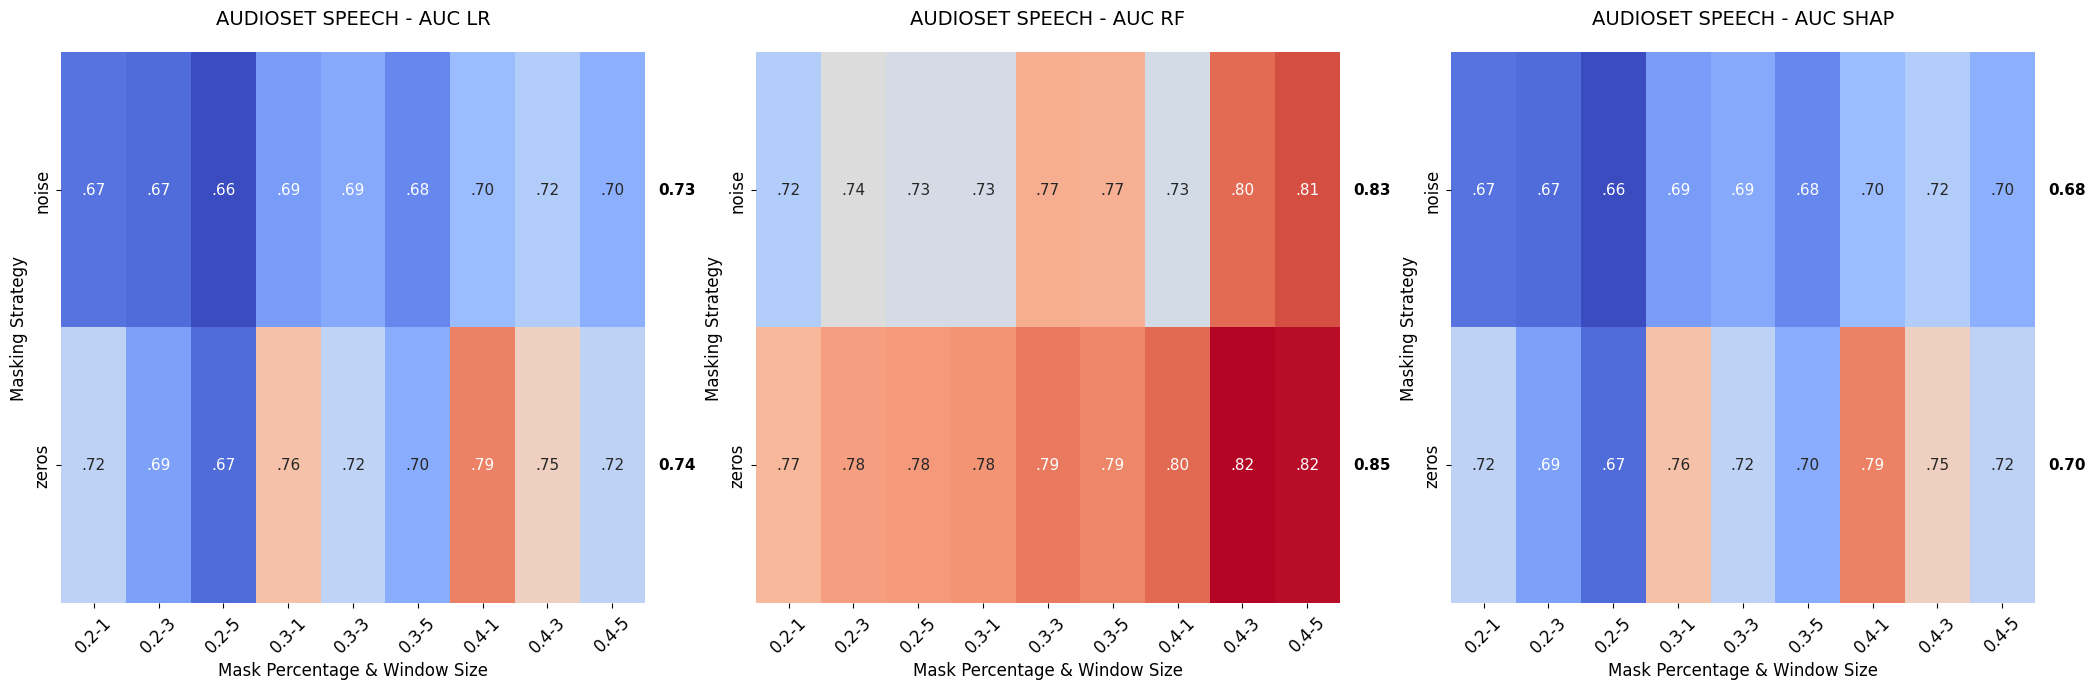 AUDIOSET SPEECH - AUC LR
Masking Strategy
noise
.67 .67 .66 .69 .69 .68 .70 .72 .70 0.73
zeros
.72 .69 .67 .76 .72 .70 .79 .75 .72 0.74
0.2-1 0.2-3 0.2-5 0.3-1 0.3-3 0.3-5 0.4-1 0.4-3 0.4-5
Mask Percentage & Window Size
AUDIOSET SPEECH - AUC RF
Masking Strategy
noise
.72 .74 .73 .73 .77 .77 .73 .80 .81 0.83
zeros
.77 .78 .78 .78 .79 .79 .80 .82 .82 0.85
0.2-1 0.2-3 0.2-5 0.3-1 0.3-3 0.3-5 0.4-1 0.4-3 0.4-5
Mask Percentage & Window Size
AUDIOSET SPEECH - AUC SHAP
Masking Strategy
noise
.67 .67 .66 .69 .69 .68 .70 .72 .70 0.68
zeros
.72 .69 .67 .76 .72 .70 .79 .75 .72 0.70
0.2-1 0.2-3 0.2-5 0.3-1 0.3-3 0.3-5 0.4-1 0.4-3 0.4-5
Mask Percentage & Window Size